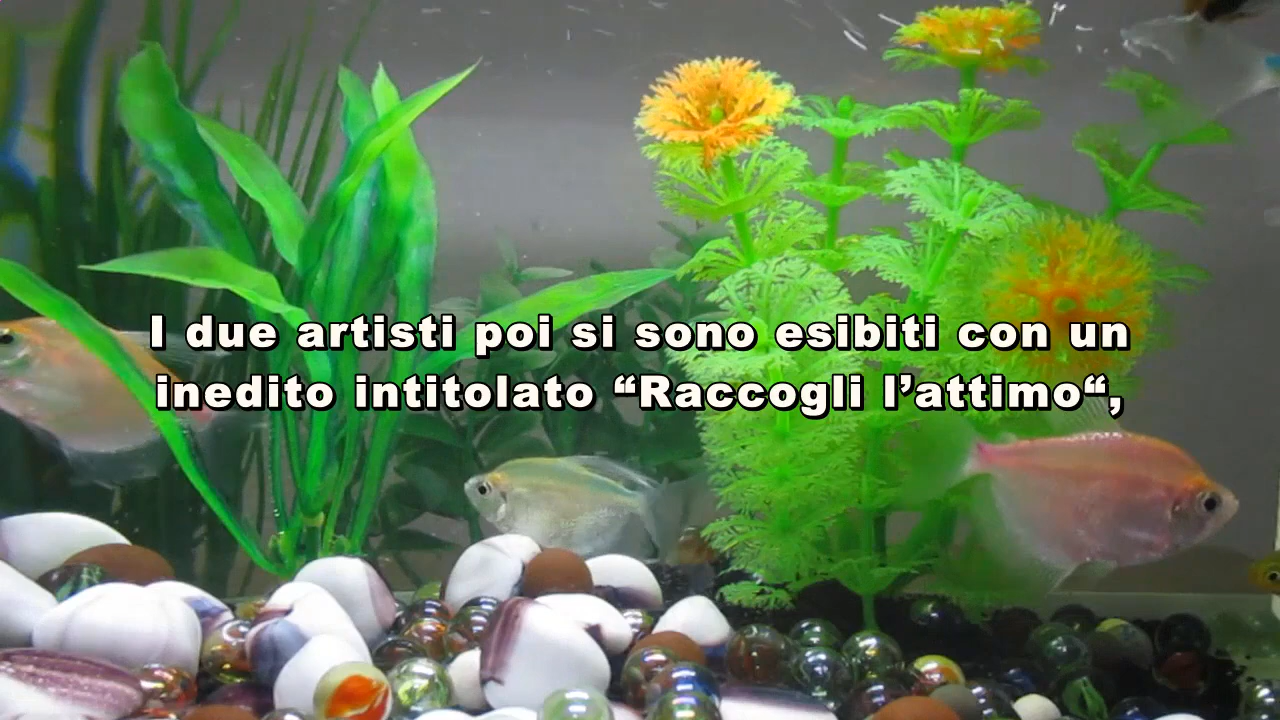 I due artisti poi si sono esibiti con un
inedito intitolato “Raccogli l’attimo“,